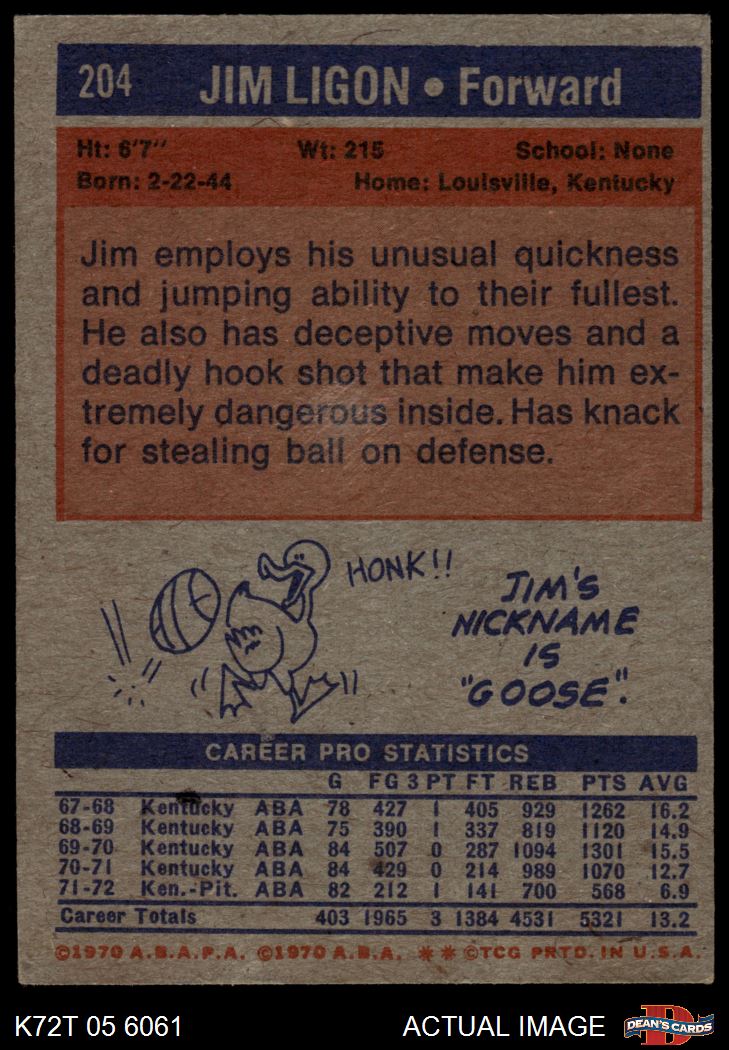 204 JIM LIGON • Forward
Ht: 6'7" Wt: 215 School: None
Born: 2-22-44 Home: Louisville, Kentucky
Jim employs his unusual quickness
and jumping ability to their fullest.
He also has deceptive moves and a
deadly hook shot that make him ex-
tremely dangerous inside. Has knack
for stealing ball on defense.
HONK!!
JIM'S
NICKNAME
IS
"GOOSE".
CAREER PRO STATISTICS
G FG 3 PT FT REB PTS AVG
67-68 Kentucky ABA 78 427 1 405 929 1262 16.2
68-69 Kentucky ABA 75 390 1 337 819 1120 14.9
69-70 Kentucky ABA 84 507 0 287 1094 1301 15.5
70-71 Kentucky ABA 84 429 0 214 989 1070 12.7
71-72 Ken.-Pit. ABA 82 212 1 141 700 568 6.9
Career Totals 403 1965 3 1384 4531 5321 13.2
©1970 A.B.A.P.A. ©1970 A.B.A. ** ©TCG PRTD. IN U.S.A.
K72T 05 6061 ACTUAL IMAGE DEAN'S CARDS